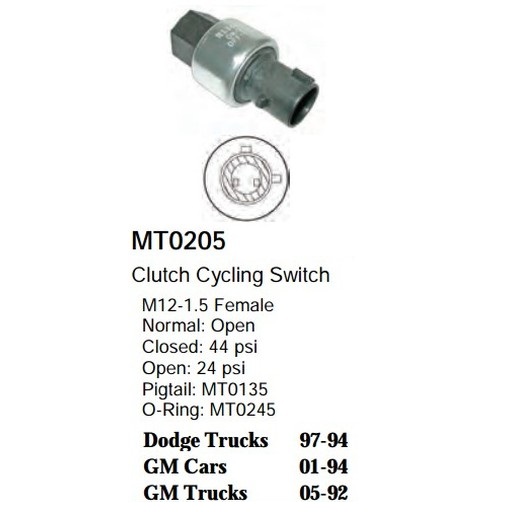 MT0205
Clutch Cycling Switch
M12-1.5 Female
Normal: Open
Closed: 44 psi
Open: 24 psi
Pigtail: MT0135
O-Ring: MT0245
Dodge Trucks 97-94
GM Cars 01-94
GM Trucks 05-92